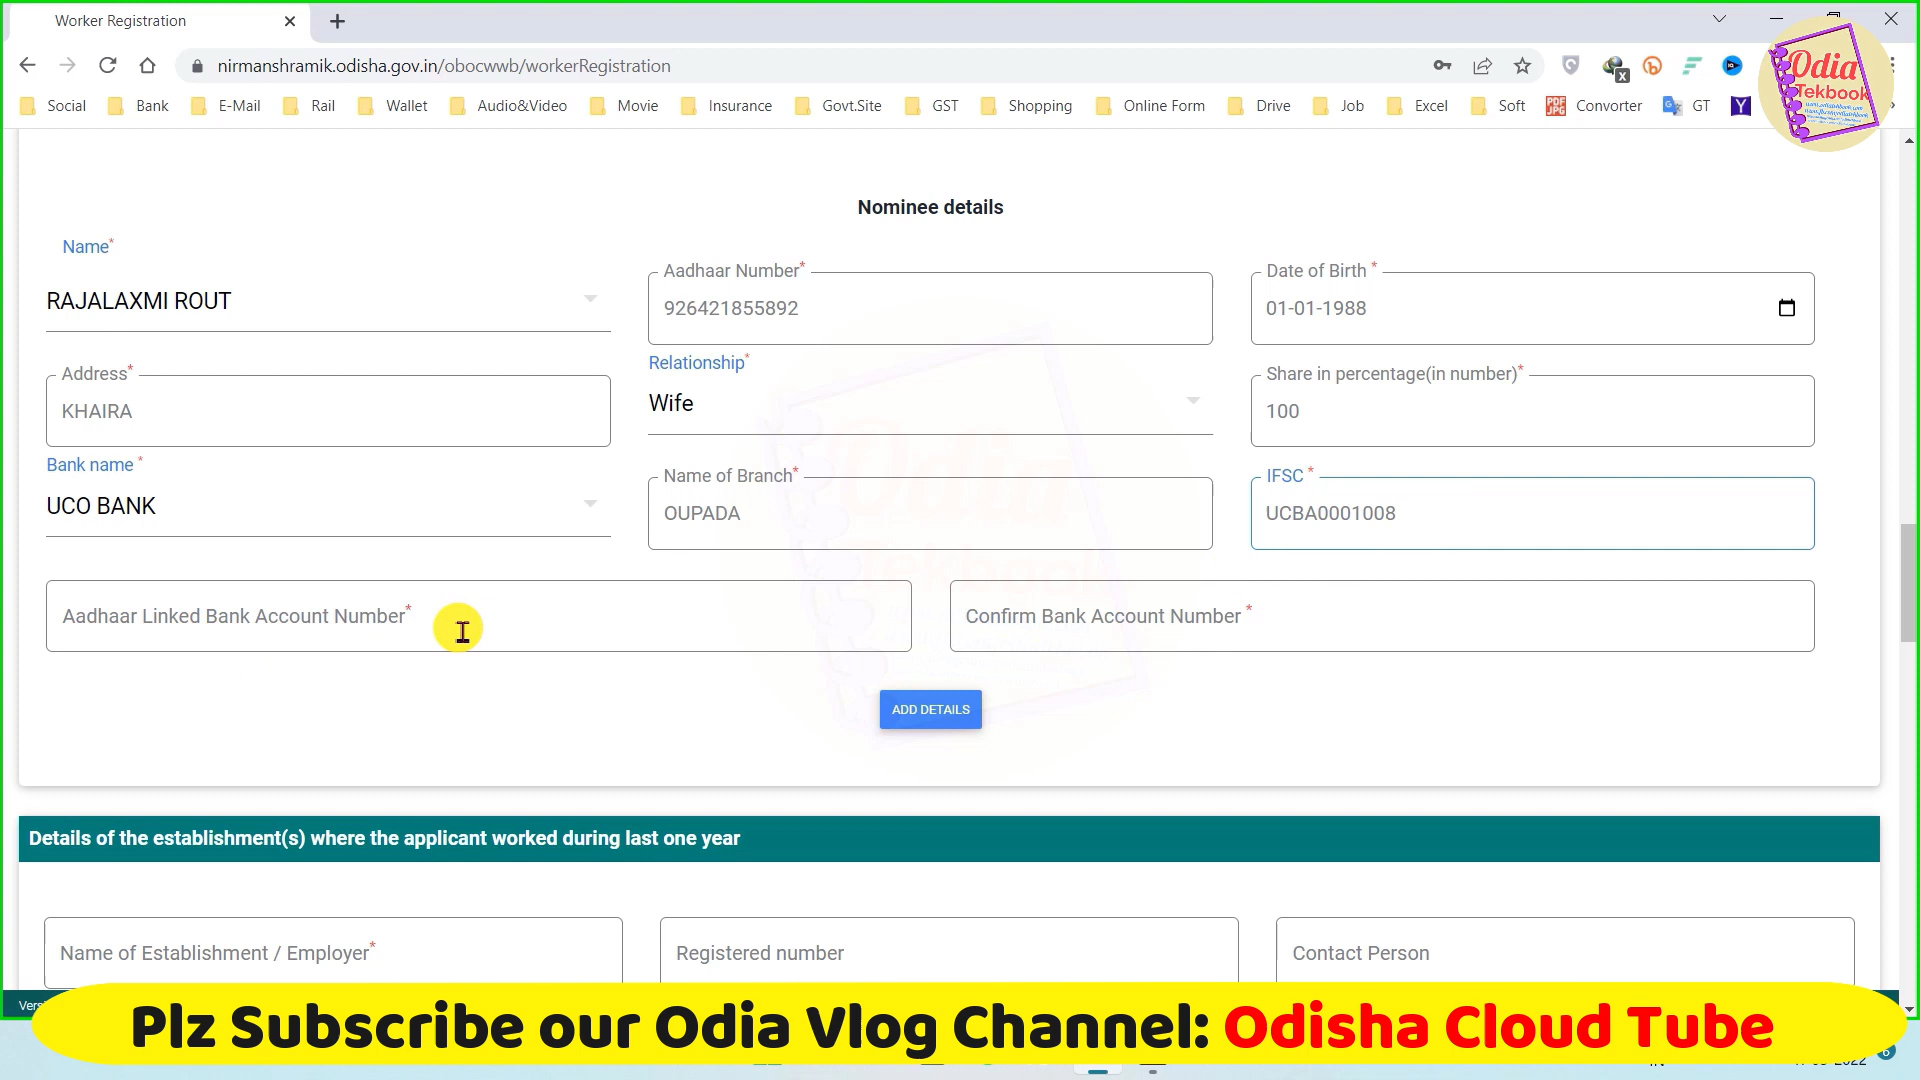 Worker Registration
nirmanshramik.odisha.gov.in/obocwwb/workerRegistration
Social Bank E-Mail Rail Wallet Audio&Video Movie Insurance Govt.Site GST Shopping Online Form Drive Job Excel Soft Convorter GT
Odia
Tekbook
Nominee details
Name*
RAJALAXMI ROUT
Aadhaar Number*
926421855892
Date of Birth *
01-01-1988
Address*
KHAIRA
Relationship*
Wife
Share in percentage(in number)*
100
Bank name *
UCO BANK
Name of Branch*
OUPADA
IFSC *
UCBA0001008
Aadhaar Linked Bank Account Number*
Confirm Bank Account Number *
ADD DETAILS
Details of the establishment(s) where the applicant worked during last one year
Name of Establishment / Employer*
Registered number
Contact Person
Plz Subscribe our Odia Vlog Channel: Odisha Cloud Tube